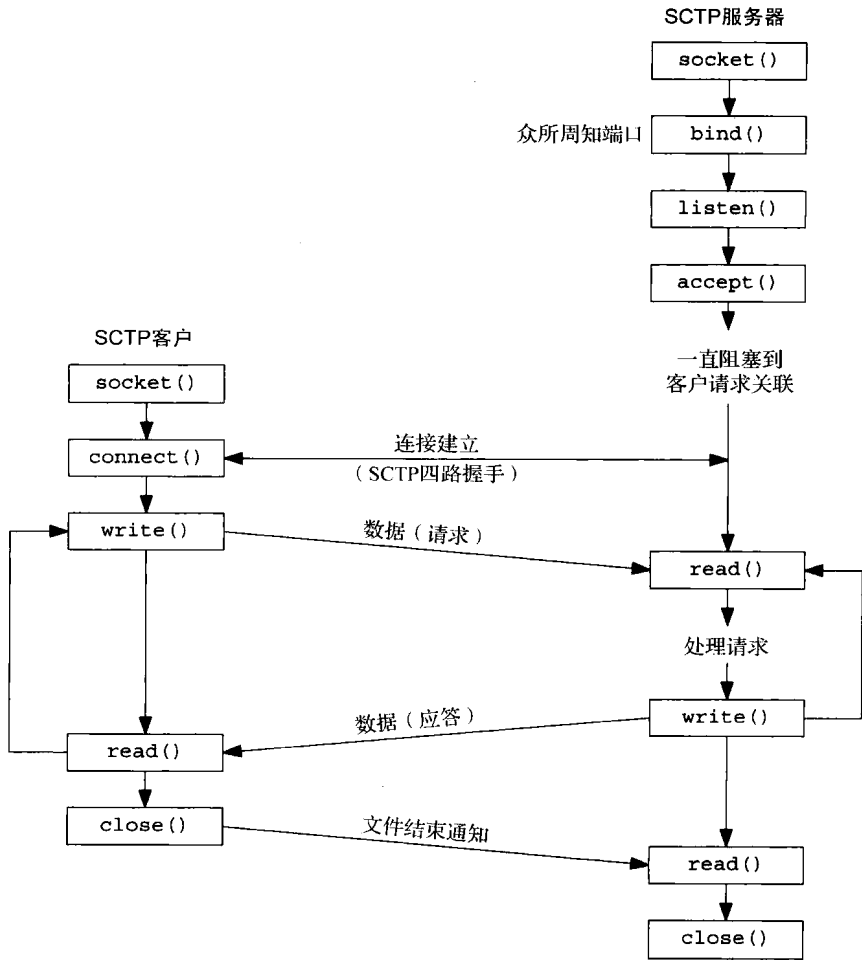 SCTP服务器
socket()
众所周知端口
bind()
listen()
accept()
一直阻塞到
客户请求关联
SCTP客户
socket()
connect()
连接建立
(SCTP四路握手)
write()
数据(请求)
read()
处理请求
write()
数据(应答)
read()
close()
文件结束通知
read()
close()